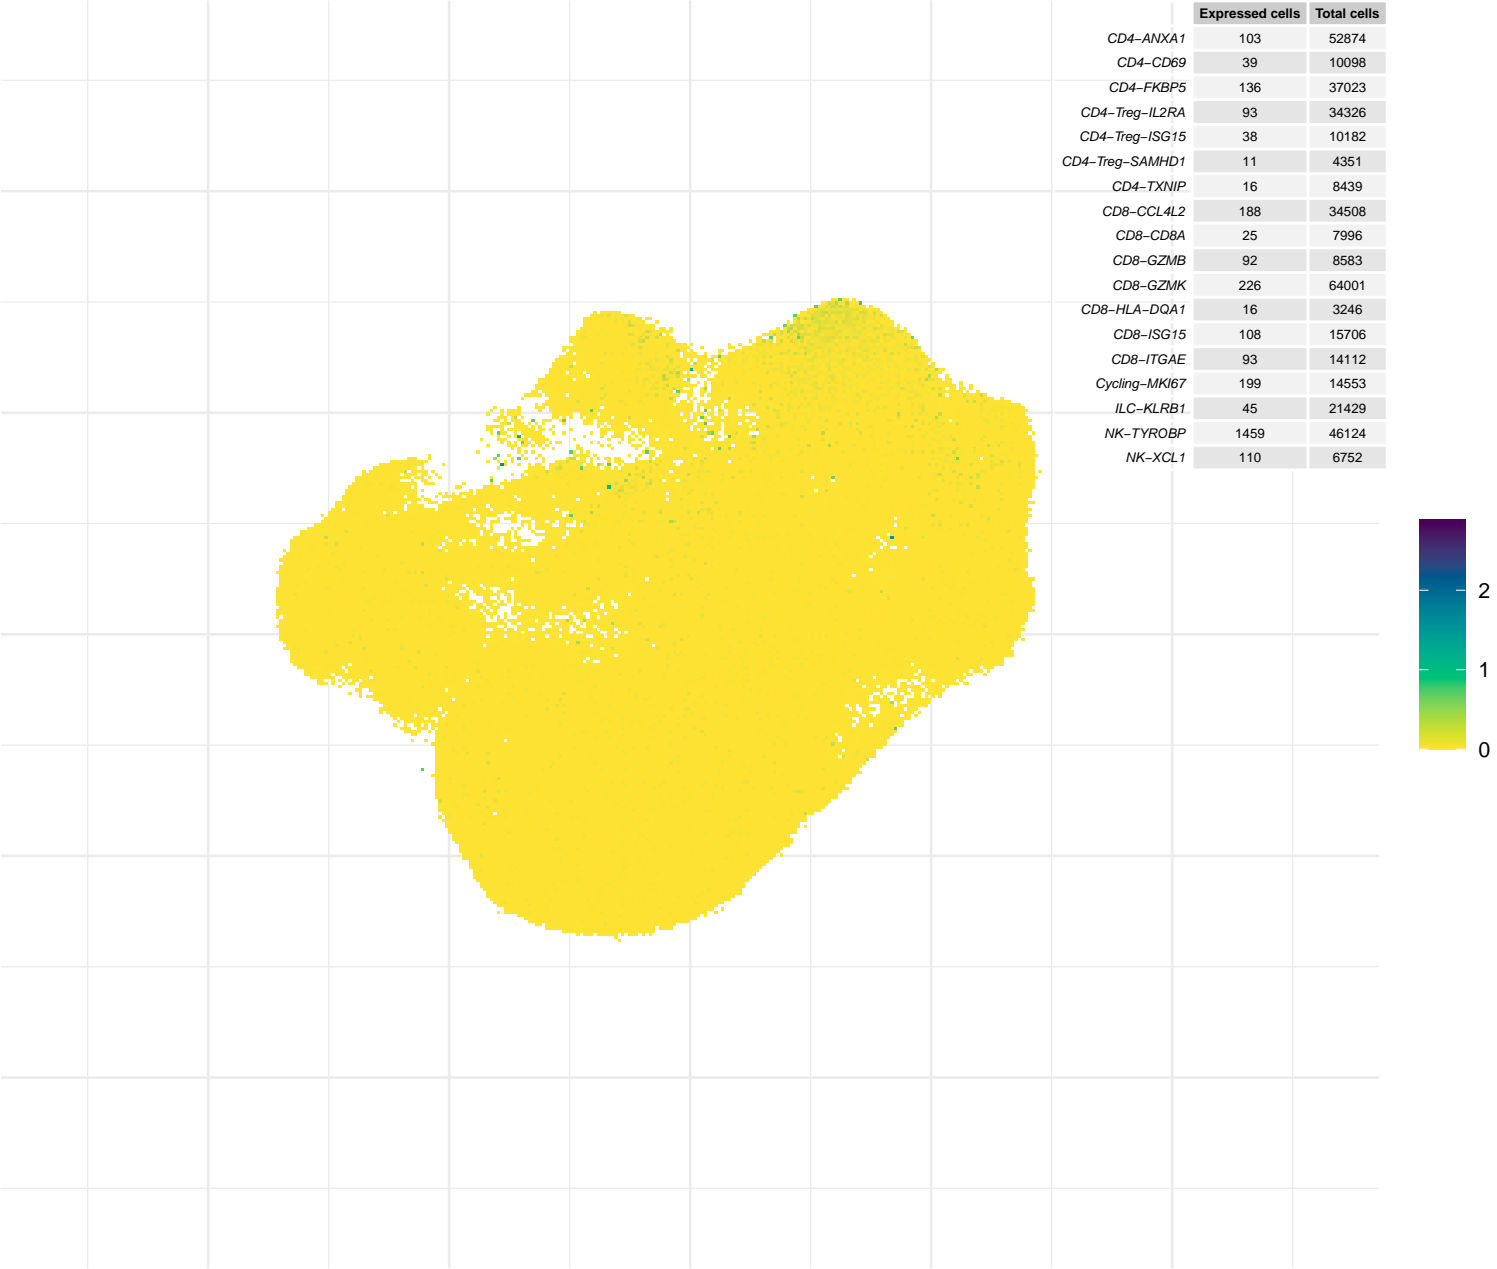 Expressed cells Total cells
CD4−ANXA1 103 52874
CD4−CD69 39 10098
CD4−FKBP5 136 37023
CD4−Treg−IL2RA 93 34326
CD4−Treg−ISG15 38 10182
CD4−Treg−SAMHD1 11 4351
CD4−TXNIP 16 8439
CD8−CCL4L2 188 34508
CD8−CD8A 25 7996
CD8−GZMB 92 8583
CD8−GZMK 226 64001
CD8−HLA−DQA1 16 3246
CD8−ISG15 108 15706
CD8−ITGAE 93 14112
Cycling−MKI67 199 14553
ILC−KLRB1 45 21429
NK−TYROBP 1459 46124
NK−XCL1 110 6752
2
1
0